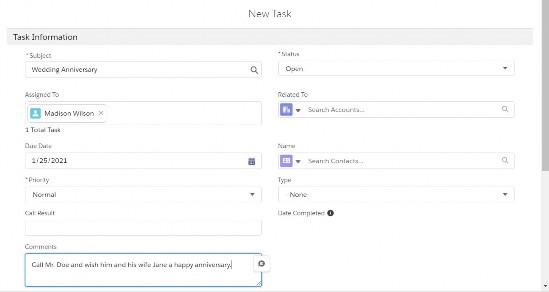 New Task
Task Information
* Subject
* Status
Wedding Anniversary
Open
Assigned To
Related To
Madison Wilson ×
Search Accounts...
1 Total Task
Due Date
Name
1/25/2021
Search Contacts...
* Priority
Type
Normal
--None
Call Result
Date Completed
Comments
Call Mr. Doe and wish him and his wife Jane a happy anniversary.